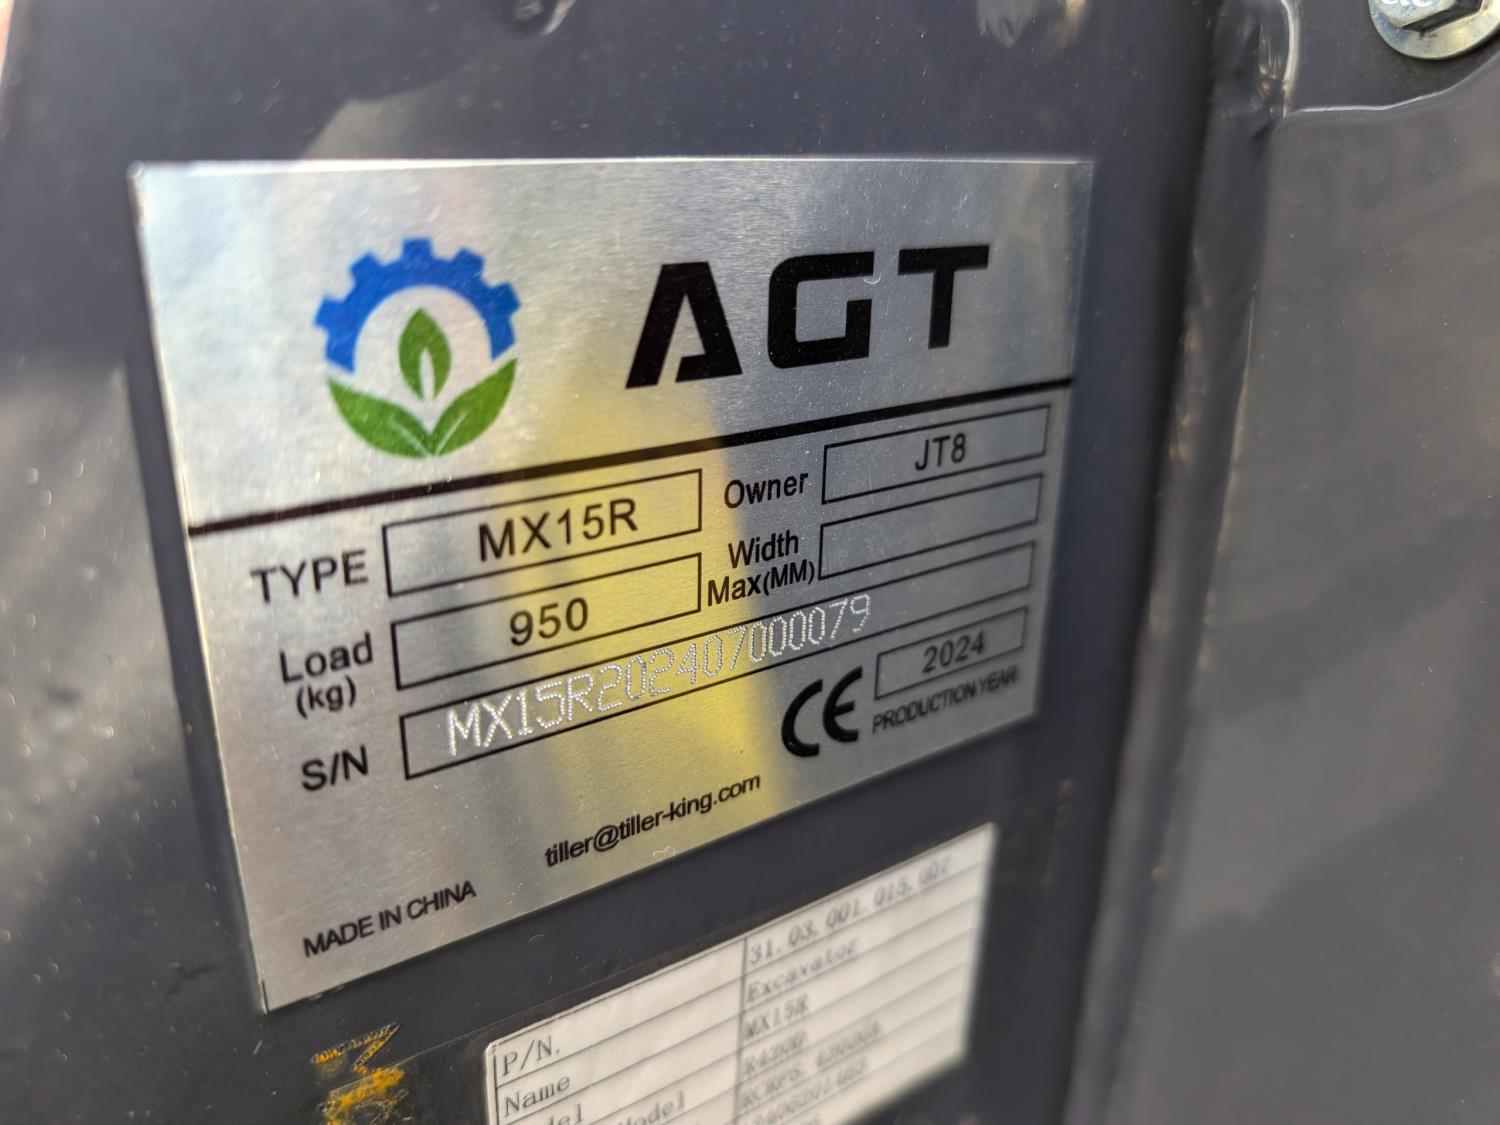 AGT
TYPE MX15R Owner JT8
Load (kg) 950 Width Max(MM)
S/N MX15R202407000079
CE 2024
PRODUCTION YEAR
tiller@tiller-king.com
MADE IN CHINA
P/N. 31.03.001.015.007
Name Excavator
MX15R
Model